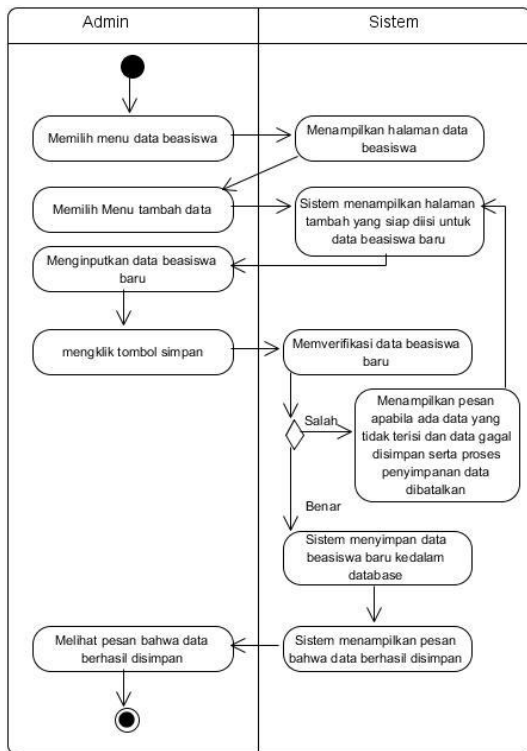 Admin
Sistem
Memilih menu data beasiswa
Menampilkan halaman data
beasiswa
Memilih Menu tambah data
Sistem menampilkan halaman
tambah yang siap diisi untuk
data beasiswa baru
Menginputkan data beasiswa
baru
mengklik tombol simpan
Memverifikasi data beasiswa
baru
Salah
Menampilkan pesan
apabila ada data yang
tidak terisi dan data gagal
disimpan serta proses
penyimpanan data
dibatalkan
Benar
Sistem menyimpan data
beasiswa baru kedalam
database
Sistem menampilkan pesan
bahwa data berhasil disimpan
Melihat pesan bahwa data
berhasil disimpan